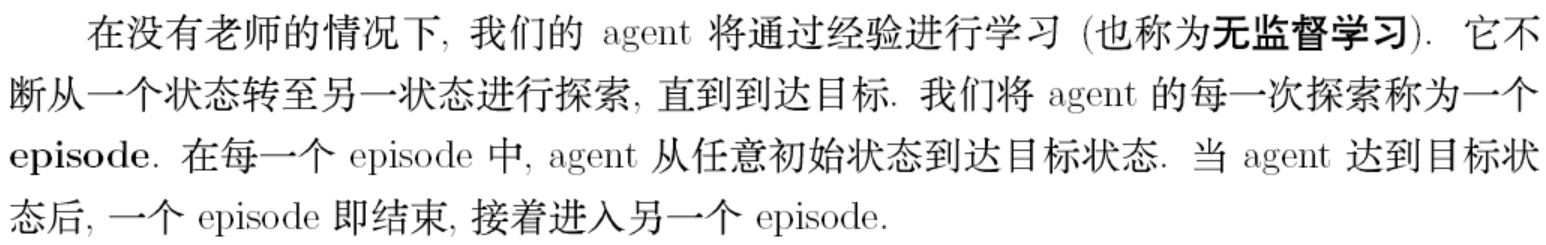 在没有老师的情况下, 我们的 agent 将通过经验进行学习 (也称为无监督学习). 它不
断从一个状态转至另一状态进行探索, 直到到达目标. 我们将 agent 的每一次探索称为一个
episode. 在每一个 episode 中, agent 从任意初始状态到达目标状态. 当 agent 达到目标状
态后, 一个 episode 即结束, 接着进入另一个 episode.